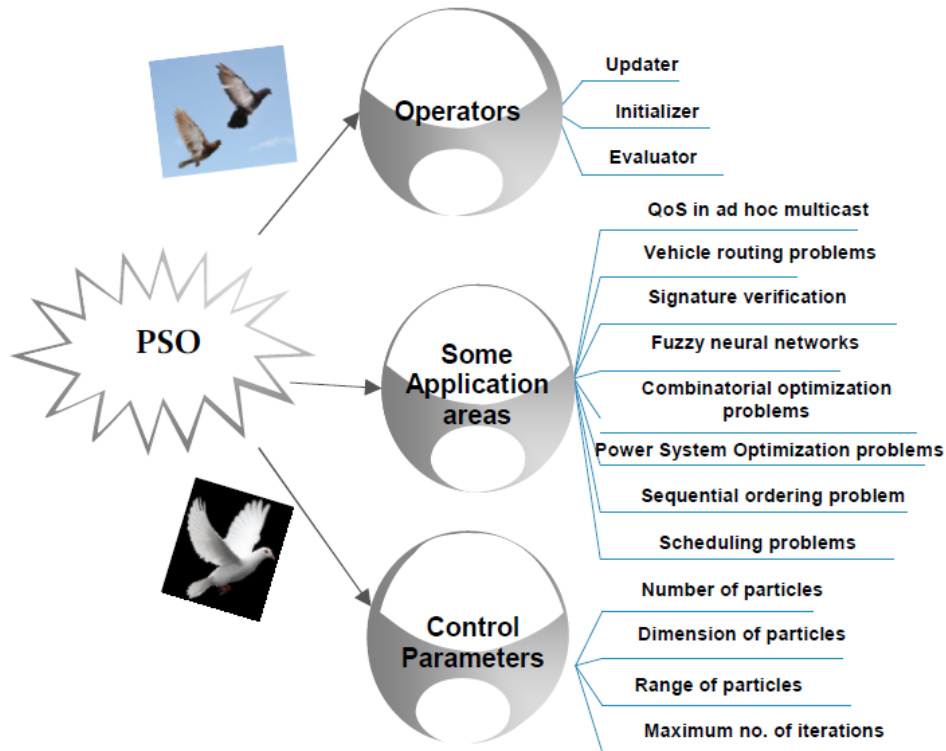 PSO
Operators
Updater
Initializer
Evaluator
Some
Application
areas
QoS in ad hoc multicast
Vehicle routing problems
Signature verification
Fuzzy neural networks
Combinatorial optimization
problems
Power System Optimization problems
Sequential ordering problem
Scheduling problems
Control
Parameters
Number of particles
Dimension of particles
Range of particles
Maximum no. of iterations